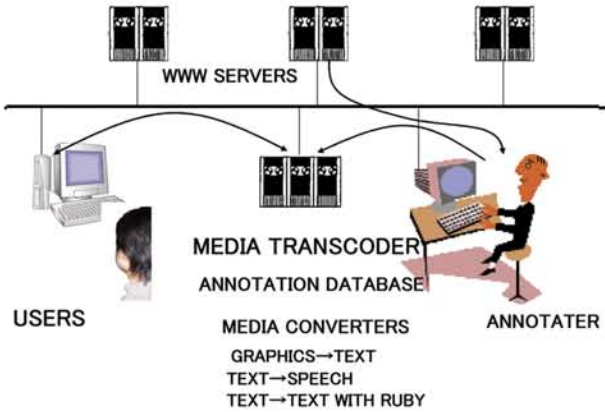 WWW SERVERS
MEDIA TRANSCODER
ANNOTATION DATABASE
USERS
ANNOTATER
MEDIA CONVERTERS
GRAPHICS→TEXT
TEXT→SPEECH
TEXT→TEXT WITH RUBY